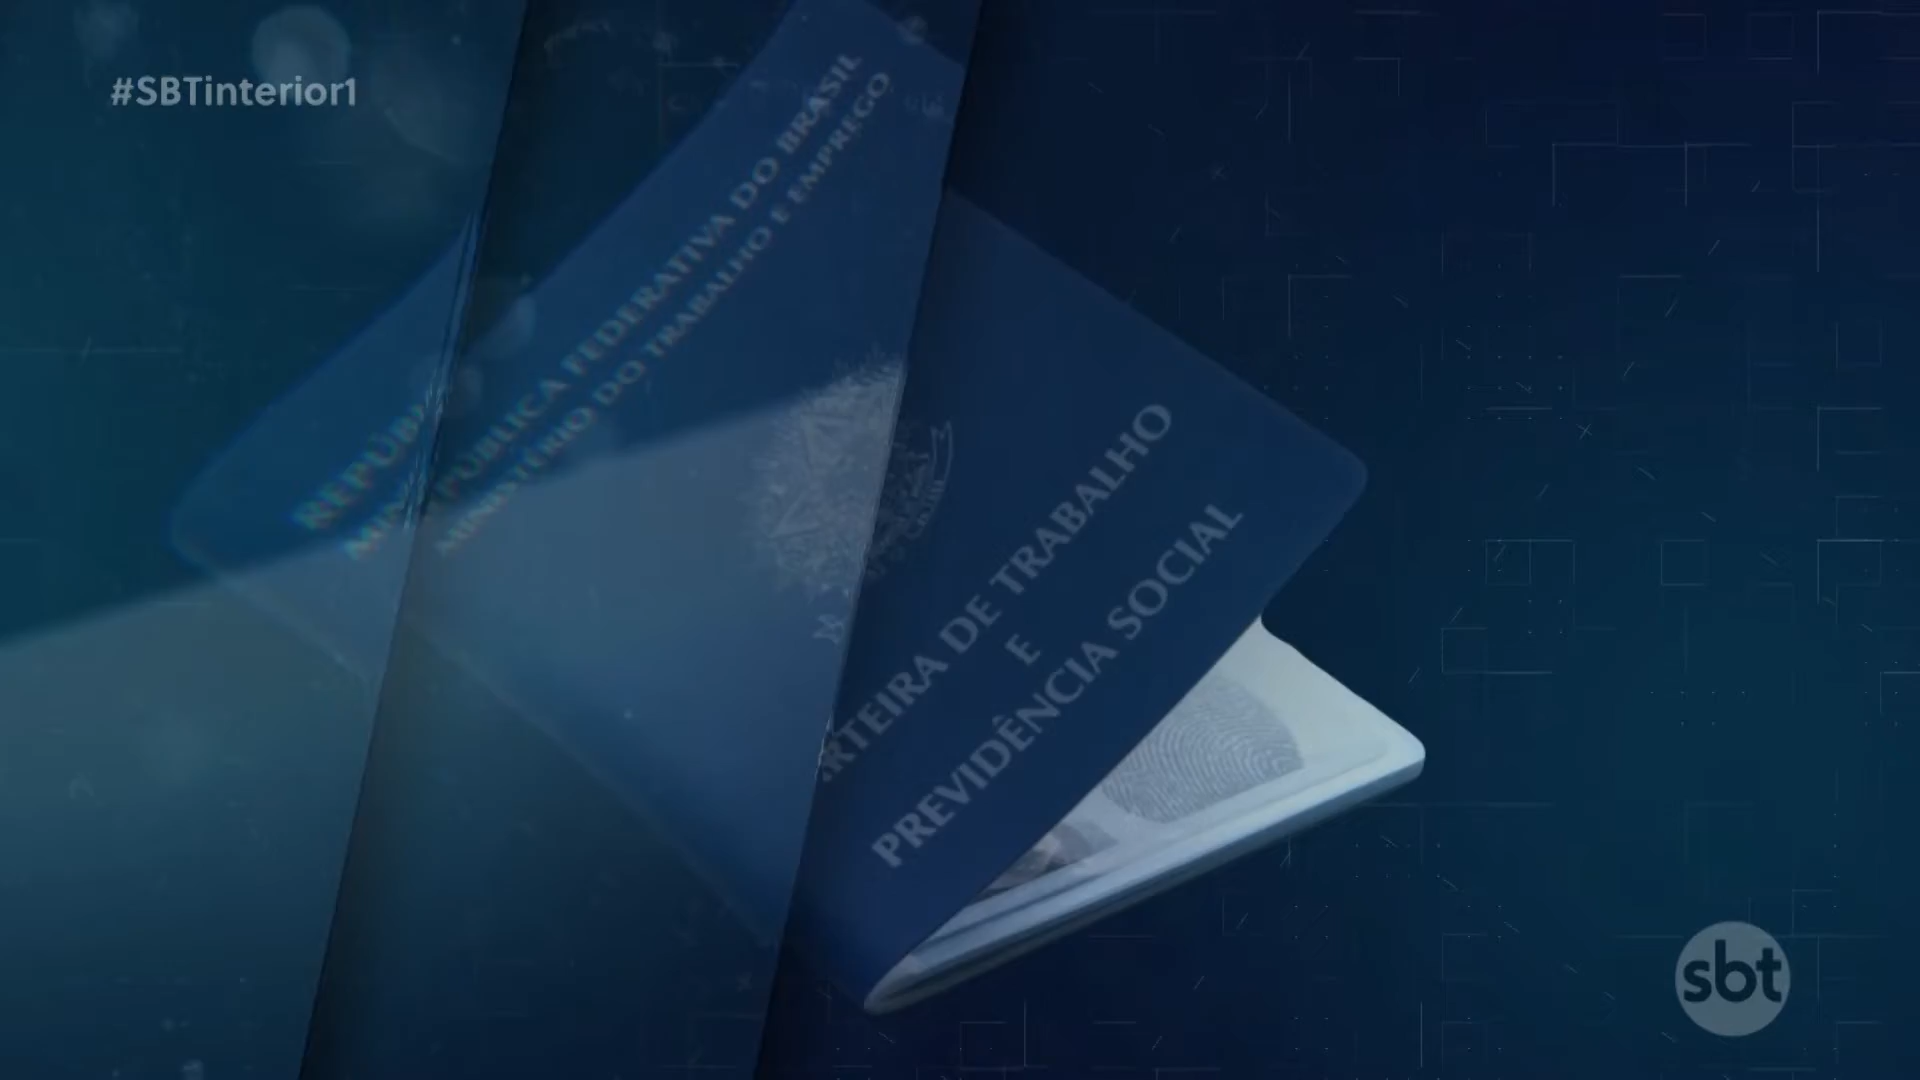 #SBTinterior1
REPÚBLICA FEDERATIVA DO BRASIL
MINISTÉRIO DO TRABALHO E EMPREGO
RTEIRA DE TRABALHO
E
PREVIDÊNCIA SOCIAL
sbt